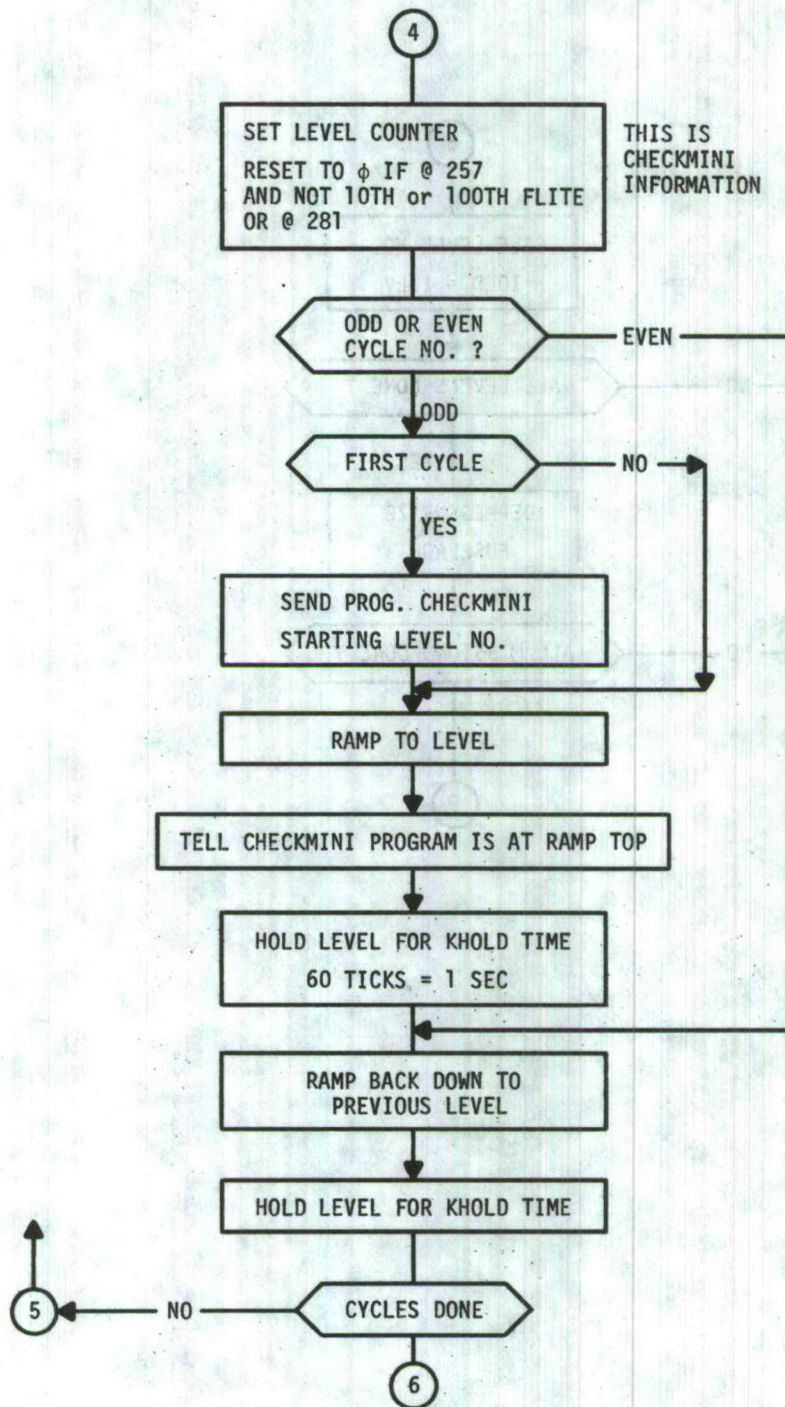 4
SET LEVEL COUNTER
RESET TO ϕ IF @ 257
AND NOT 10TH or 100TH FLITE
OR @ 281
THIS IS
CHECKMINI
INFORMATION
ODD OR EVEN
CYCLE NO. ?
EVEN
ODD
FIRST CYCLE
NO
YES
SEND PROG. CHECKMINI
STARTING LEVEL NO.
RAMP TO LEVEL
TELL CHECKMINI PROGRAM IS AT RAMP TOP
HOLD LEVEL FOR KHOLD TIME
60 TICKS = 1 SEC
RAMP BACK DOWN TO
PREVIOUS LEVEL
HOLD LEVEL FOR KHOLD TIME
5
NO
CYCLES DONE
6